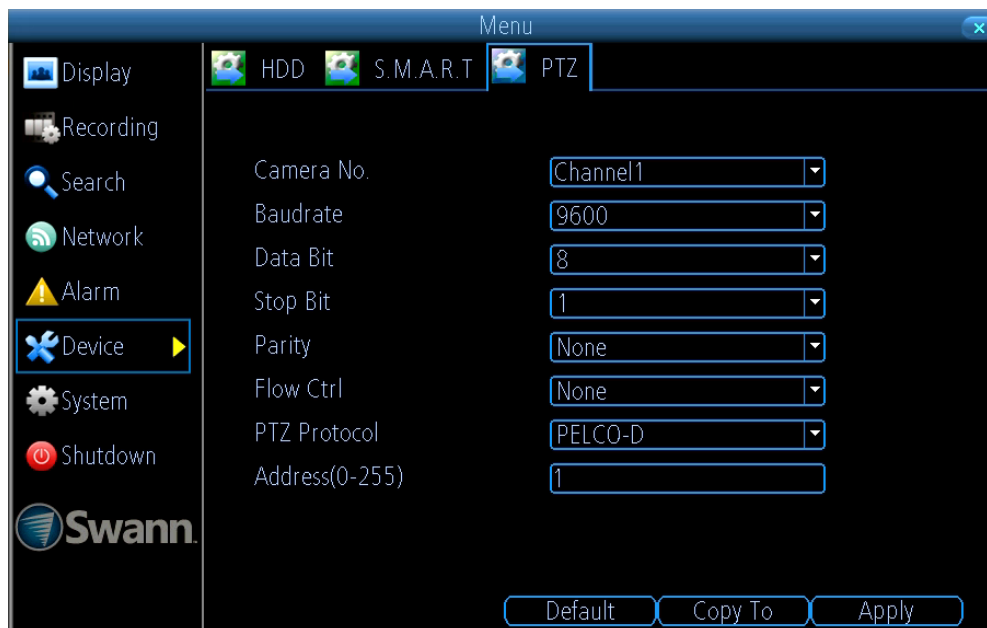 Menu
Display
Recording
Search
Network
Alarm
Device
System
Shutdown
Swann.
HDD S.M.A.R.T PTZ
Camera No. Channel1
Baudrate 9600
Data Bit 8
Stop Bit 1
Parity None
Flow Ctrl None
PTZ Protocol PELCO-D
Address(0-255) 1
Default Copy To Apply